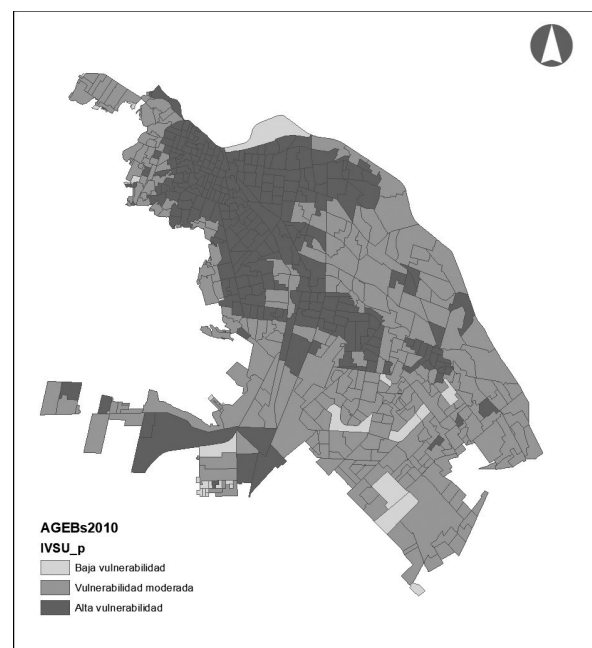 AGEBs2010
IVSU_p
Baja vulnerabilidad
Vulnerabilidad moderada
Alta vulnerabilidad